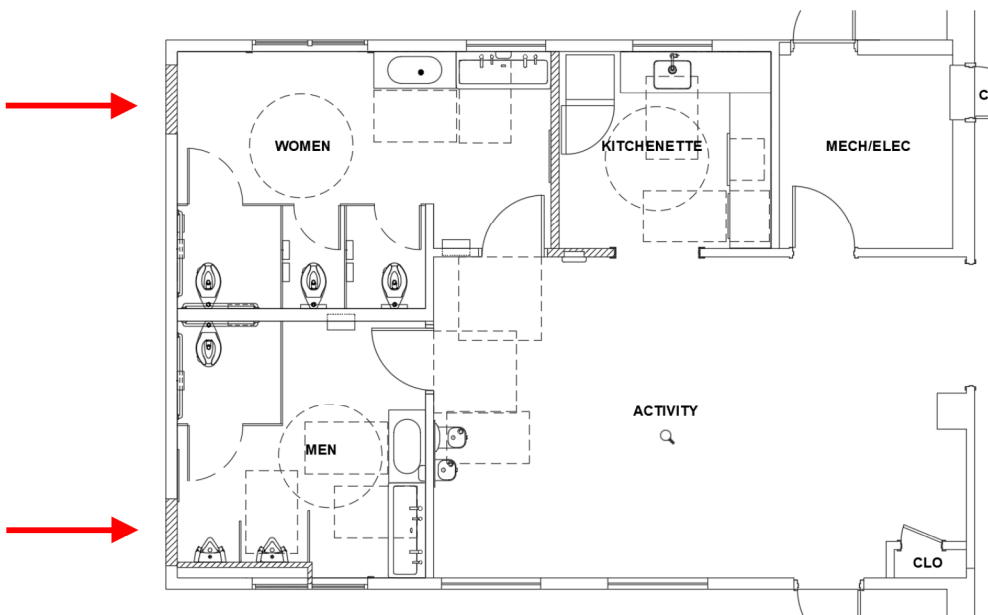 WOMEN
KITCHENETTE
MECH/ELEC
C
ACTIVITY
MEN
CLO